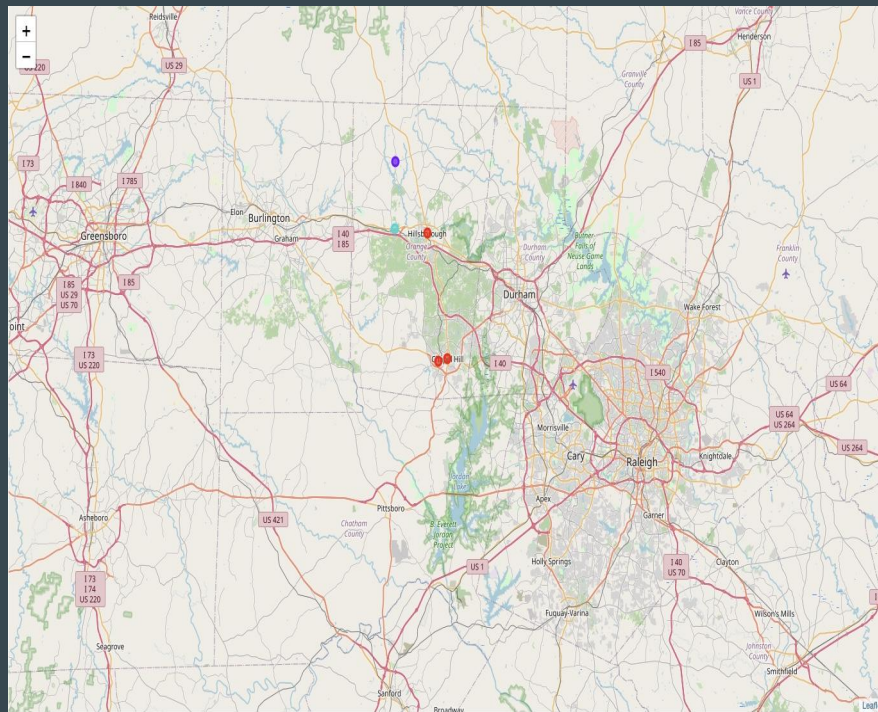 Reidsville
Vance County
+
−
US 220
US 29
I 85
Henderson
Granville
County
US 1
I 73
I 840
I 785
Elon
Burlington
Greensboro
Graham
I 40
I 85
Hillsborough
Orange
County
Durham
County
Butner
Falls of
Neuse Game
Lands
Franklin
County
I 85
US 29
US 70
I 85
Durham
Wake Forest
oint
I 73
US 220
Hill
I 40
I 540
US 64
Morrisville
US 64
US 264
US 264
Cary
Raleigh
Knightdale
Jordan
Lake
Apex
Pittsboro
Garner
Asheboro
US 421
Chatham
County
B. Everett
Jordan
Project
US 1
Holly Springs
I 40
US 70
Clayton
I 73
I 74
US 220
Fuquay-Varina
Wilson's Mills
Seagrove
Johnston
County
Smithfield
Sanford
Broadway
Leafl